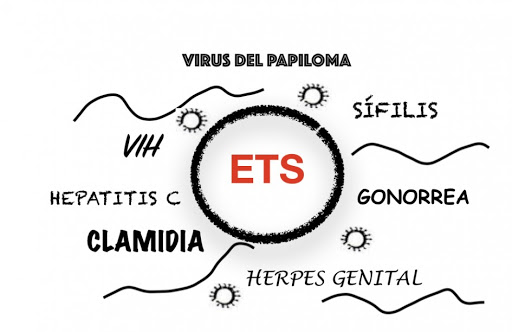 VIRUS DEL PAPILOMA
SÍFILIS
VIH
ETS
HEPATITIS C
GONORREA
CLAMIDIA
HERPES GENITAL